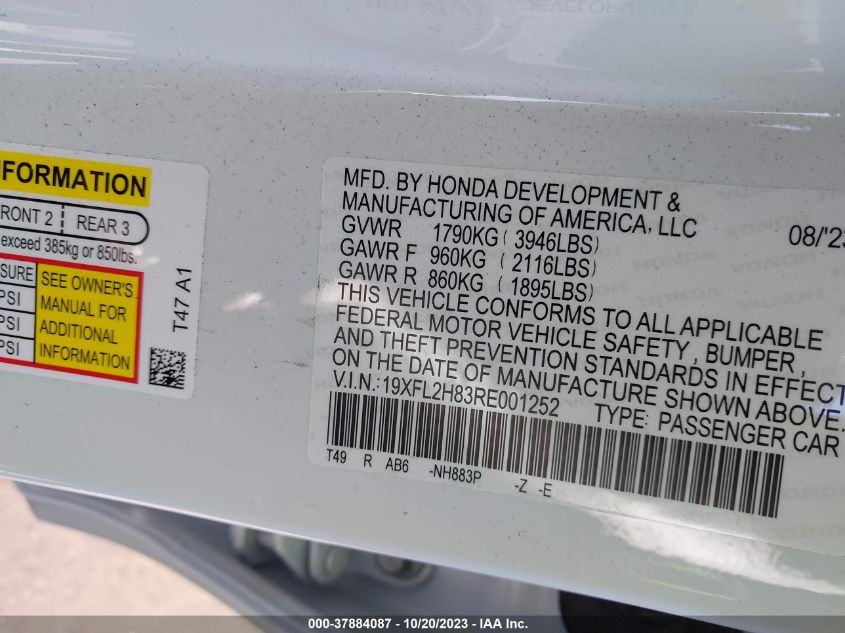 FORMATION
FRONT 2 REAR 3
exceed 385kg or 850lbs.
SURE
PSI
PSI
PSI
SEE OWNER'S
MANUAL FOR
ADDITIONAL
INFORMATION
T47 A1
MFD. BY HONDA DEVELOPMENT &
MANUFACTURING OF AMERICA, LLC 08/'23
GVWR 1790KG ( 3946LBS)
GAWR F 960KG ( 2116LBS)
GAWR R 860KG ( 1895LBS)
THIS VEHICLE CONFORMS TO ALL APPLICABLE
FEDERAL MOTOR VEHICLE SAFETY, BUMPER,
AND THEFT PREVENTION STANDARDS IN EFFECT
ON THE DATE OF MANUFACTURE SHOWN ABOVE.
V.I.N.: 19XFL2H83RE001252 TYPE: PASSENGER CAR
T49 R AB6 -NH883P -Z -E
000-37884087 - 10/20/2023 - IAA Inc.